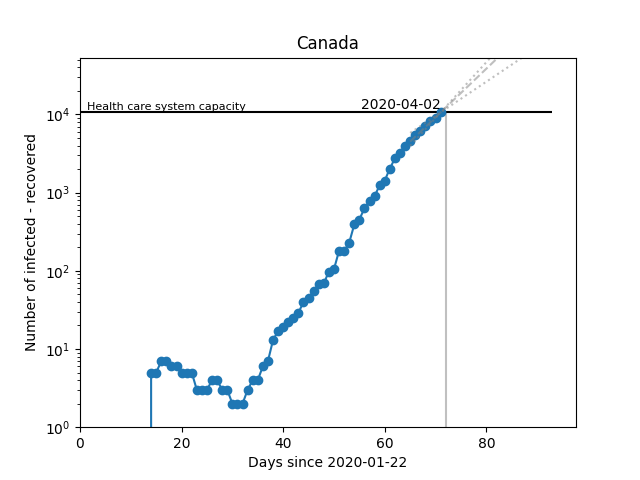 Canada
Health care system capacity
2020-04-02
Number of infected - recovered
10^4
10^3
10^2
10^1
10^0
0 20 40 60 80
Days since 2020-01-22